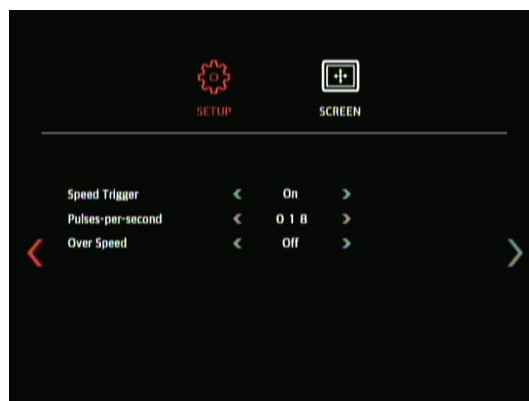 SETUP SCREEN
Speed Trigger On
Pulses-per-second 0 1 8
Over Speed Off